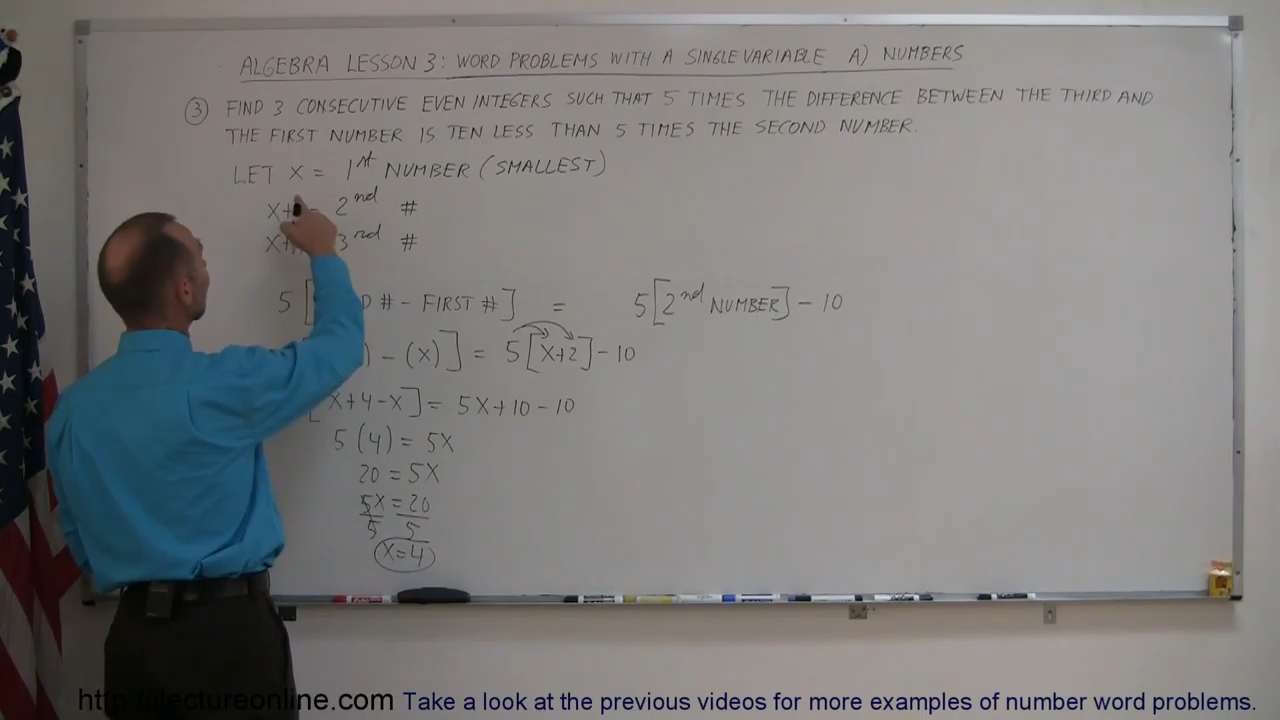 ALGEBRA LESSON 3: WORD PROBLEMS WITH A SINGLE VARIABLE A) NUMBERS
③ FIND 3 CONSECUTIVE EVEN INTEGERS SUCH THAT 5 TIMES THE DIFFERENCE BETWEEN THE THIRD AND
THE FIRST NUMBER IS TEN LESS THAN 5 TIMES THE SECOND NUMBER.
LET X = 1st NUMBER (SMALLEST)
X+ = 2nd #
X+ 3rd #
5 [ D # - FIRST # ] = 5 [ 2nd NUMBER ] - 10
) - (X) ] = 5 [ X+2 ] - 10
[ X+4-X ] = 5X+10-10
5 (4) = 5X
20 = 5X
5X = 20
5 5
X=4
http://ilectureonline.com Take a look at the previous videos for more examples of number word problems.